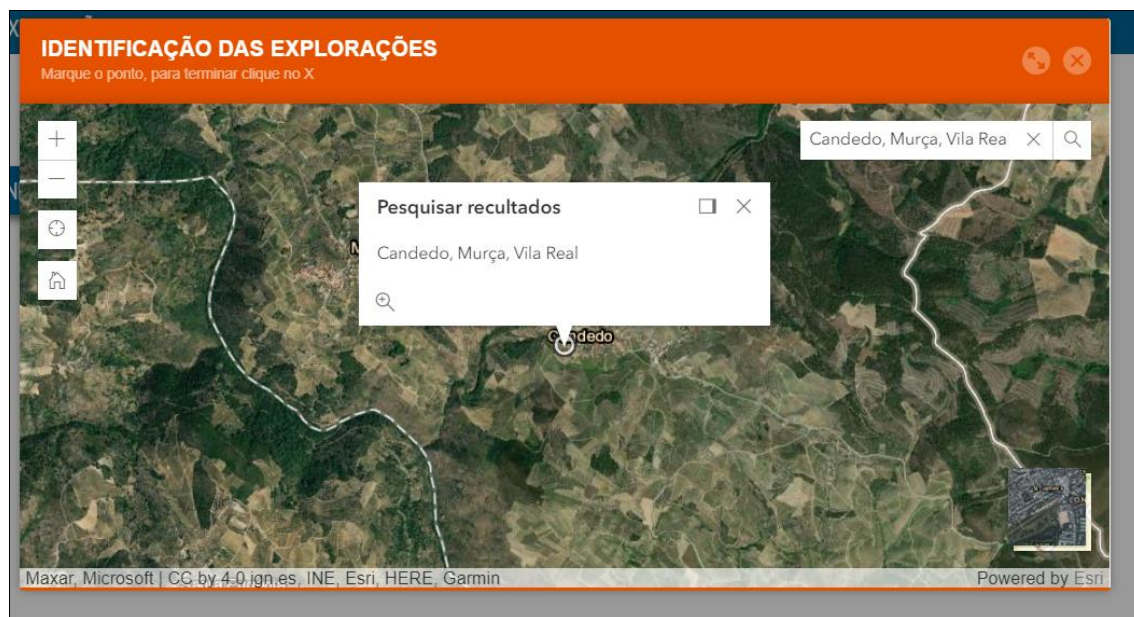 IDENTIFICAÇÃO DAS EXPLORAÇÕES
Marque o ponto, para terminar clique no X
Candedo, Murça, Vila Rea
Pesquisar recultados
Candedo, Murça, Vila Real
Candedo
Maxar, Microsoft | CC by 4.0 ign.es, INE, Esri, HERE, Garmin
Powered by Esri